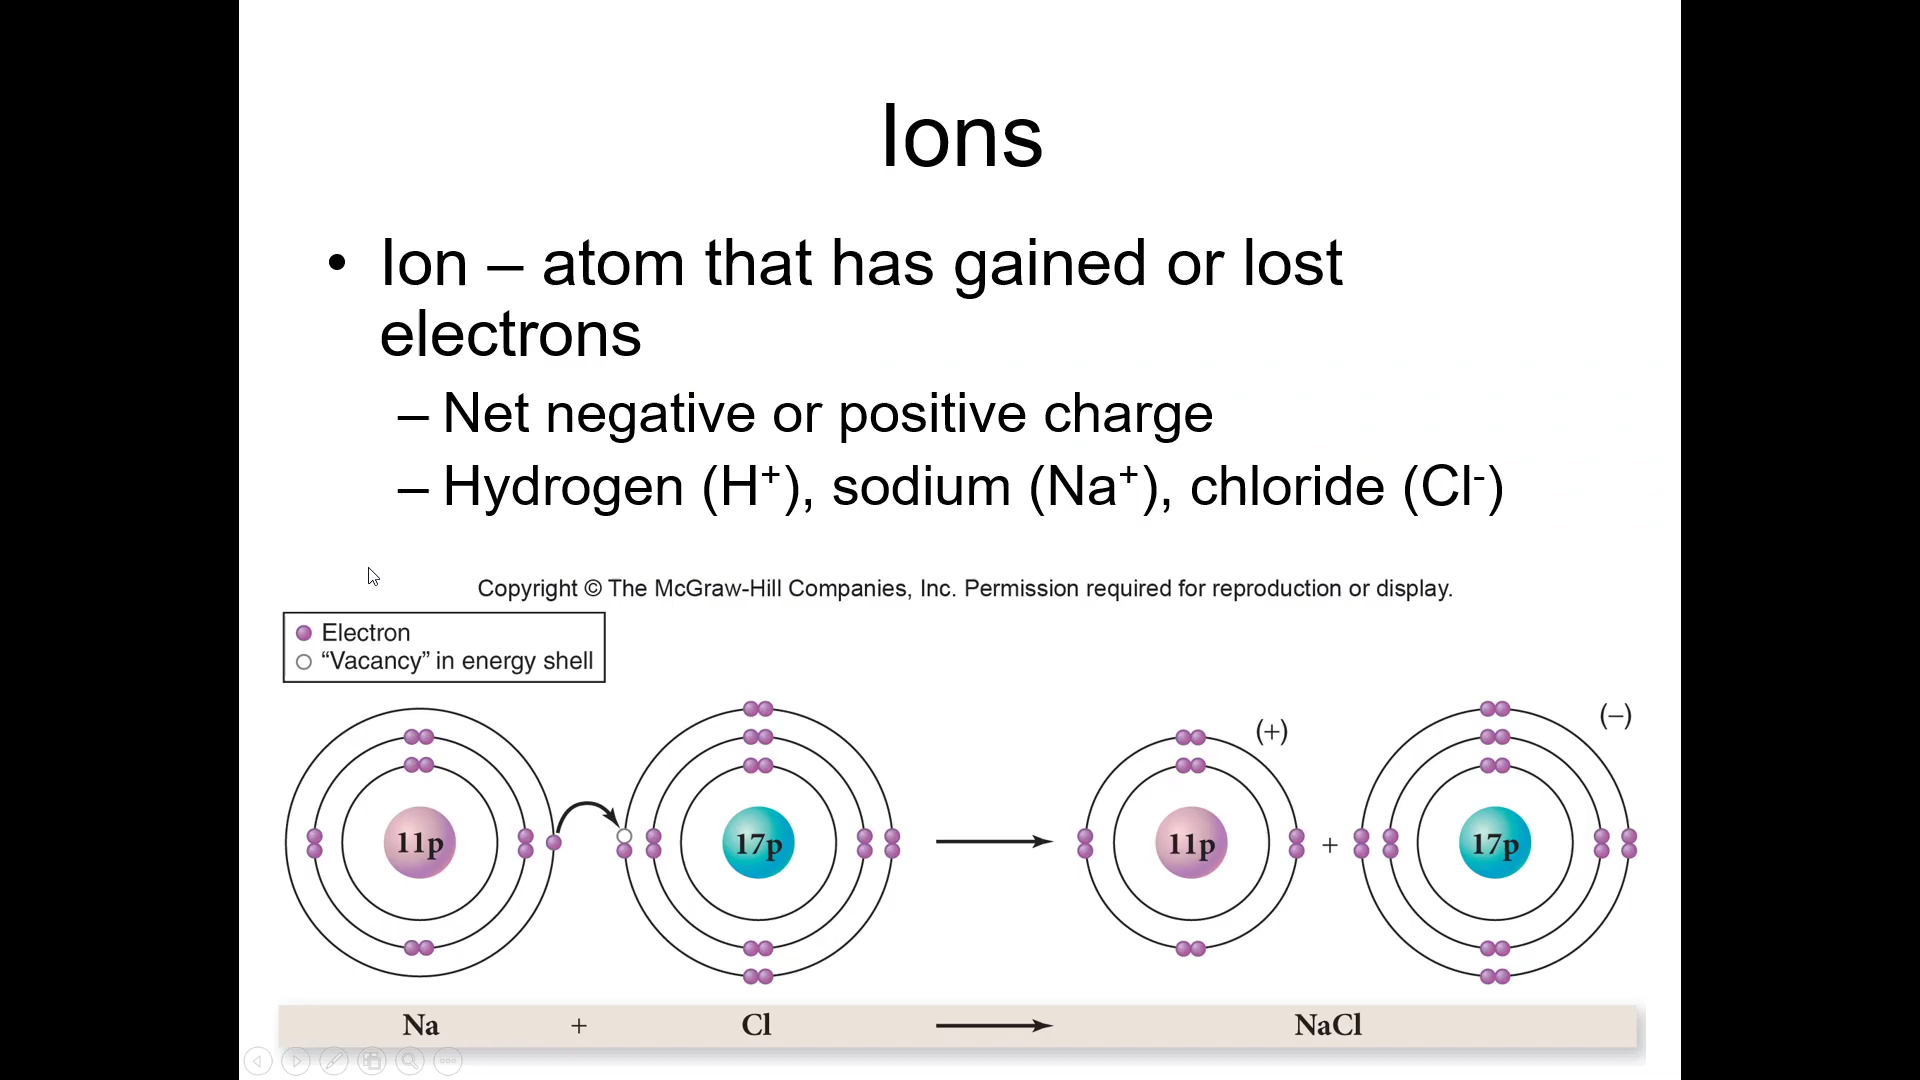 Ions
• Ion – atom that has gained or lost
electrons
– Net negative or positive charge
– Hydrogen (H⁺), sodium (Na⁺), chloride (Cl⁻)
Copyright © The McGraw-Hill Companies, Inc. Permission required for reproduction or display.
Electron
“Vacancy” in energy shell
(+) (–)
11p 17p 11p + 17p
Na + Cl NaCl